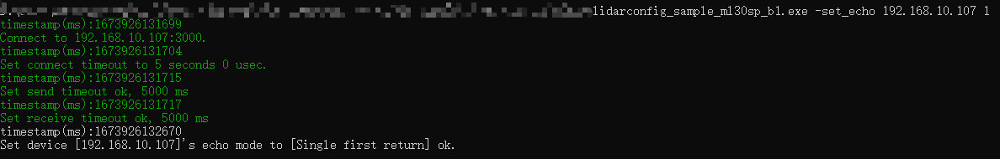 lidarconfig_sample_ml30sp_b1.exe -set_echo 192.168.10.107 1
timestamp(ms):1673926131699
Connect to 192.168.10.107:3000.
timestamp(ms):1673926131704
Set connect timeout to 5 seconds 0 usec.
timestamp(ms):1673926131715
Set send timeout ok, 5000 ms
timestamp(ms):1673926131717
Set receive timeout ok, 5000 ms
timestamp(ms):1673926132670
Set device [192.168.10.107]'s echo mode to [Single first return] ok.